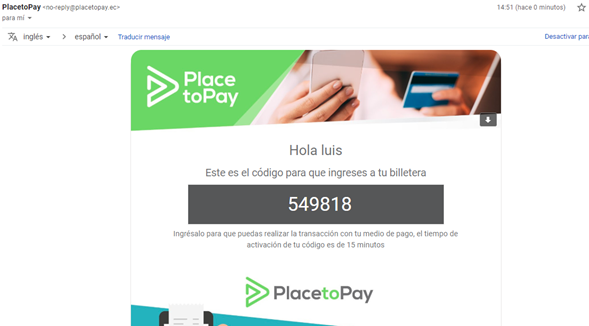 PlacetoPay <no-reply@placetopay.ec>
14:51 (hace 0 minutos)
para mí
inglés > español Traducir mensaje
Desactivar para
Place
toPay
Hola luis
Este es el código para que ingreses a tu billetera
549818
Ingrésalo para que puedas realizar la transacción con tu medio de pago, el tiempo de
activación de tu código es de 15 minutos
PlacetoPay